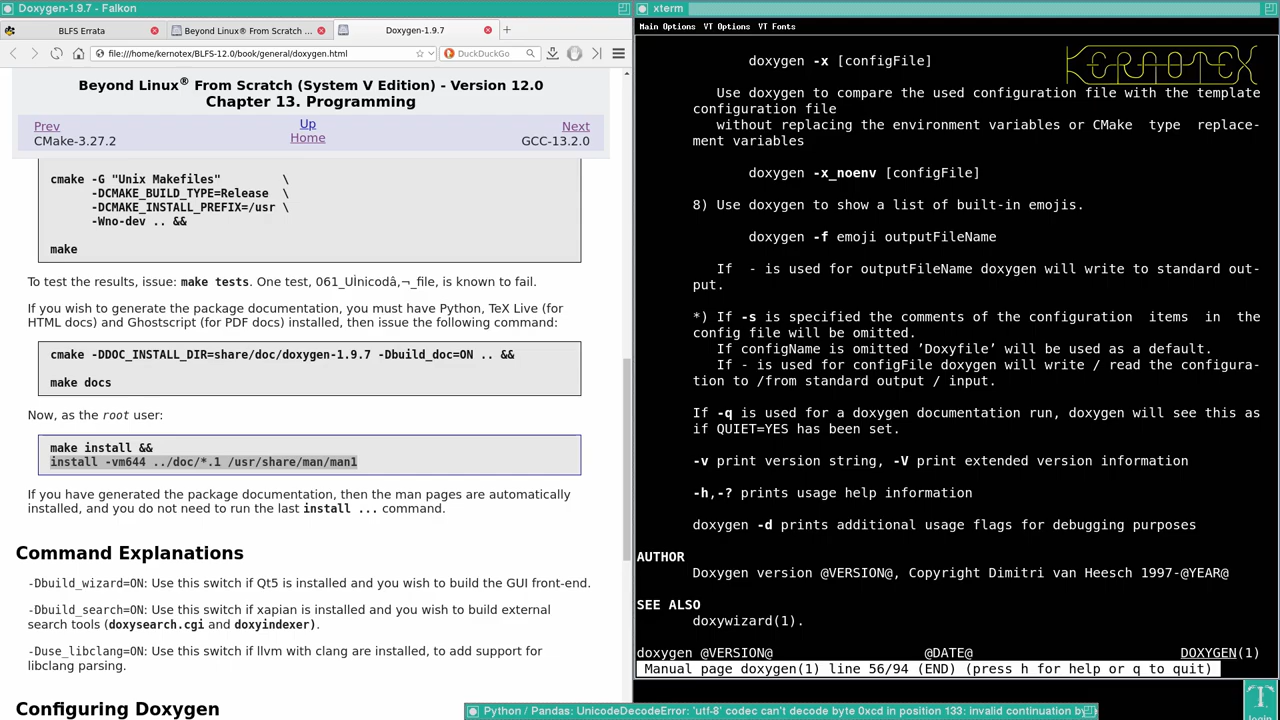 Doxygen-1.9.7 - Falkon
BLFS Errata
Beyond Linux® From Scratch (S
Doxygen-1.9.7
file:///home/kernotex/BLFS-12.0/book/general/doxygen.html
DuckDuckGo
Beyond Linux® From Scratch (System V Edition) - Version 12.0
Chapter 13. Programming
Prev
Up
Next
CMake-3.27.2
Home
GCC-13.2.0
cmake -G "Unix Makefiles" \
-DCMAKE_BUILD_TYPE=Release \
-DCMAKE_INSTALL_PREFIX=/usr \
-Wno-dev .. &&
make
To test the results, issue: make tests. One test, 061_UÌnicodâ‚¬_file, is known to fail.
If you wish to generate the package documentation, you must have Python, TeX Live (for
HTML docs) and Ghostscript (for PDF docs) installed, then issue the following command:
cmake -DDOC_INSTALL_DIR=share/doc/doxygen-1.9.7 -Dbuild_doc=ON .. &&
make docs
Now, as the root user:
make install &&
install -vm644 ../doc/*.1 /usr/share/man/man1
If you have generated the package documentation, then the man pages are automatically
installed, and you do not need to run the last install ... command.
Command Explanations
-Dbuild_wizard=ON: Use this switch if Qt5 is installed and you wish to build the GUI front-end.
-Dbuild_search=ON: Use this switch if xapian is installed and you wish to build external
search tools (doxysearch.cgi and doxyindexer).
-Duse_libclang=ON: Use this switch if llvm with clang are installed, to add support for
libclang parsing.
Configuring Doxygen
xterm
Main Options VT Options VT Fonts
KERNOTEX
doxygen -x [configFile]
Use doxygen to compare the used configuration file with the template
configuration file
without replacing the environment variables or CMake type replace-
ment variables
doxygen -x_noenv [configFile]
8) Use doxygen to show a list of built-in emojis.
doxygen -f emoji outputFileName
If - is used for outputFileName doxygen will write to standard out-
put.
*) If -s is specified the comments of the configuration items in the
config file will be omitted.
If configName is omitted ’Doxyfile’ will be used as a default.
If - is used for configFile doxygen will write / read the configura-
tion to /from standard output / input.
If -q is used for a doxygen documentation run, doxygen will see this as
if QUIET=YES has been set.
-v print version string, -V print extended version information
-h,-? prints usage help information
doxygen -d prints additional usage flags for debugging purposes
AUTHOR
Doxygen version @VERSION@, Copyright Dimitri van Heesch 1997-@YEAR@
SEE ALSO
doxywizard(1).
doxygen @VERSION@ @DATE@ DOXYGEN(1)
Manual page doxygen(1) line 56/94 (END) (press h for help or q to quit)
Python / Pandas: UnicodeDecodeError: 'utf-8' codec can't decode byte 0xcd in position 133: invalid continuation by
login